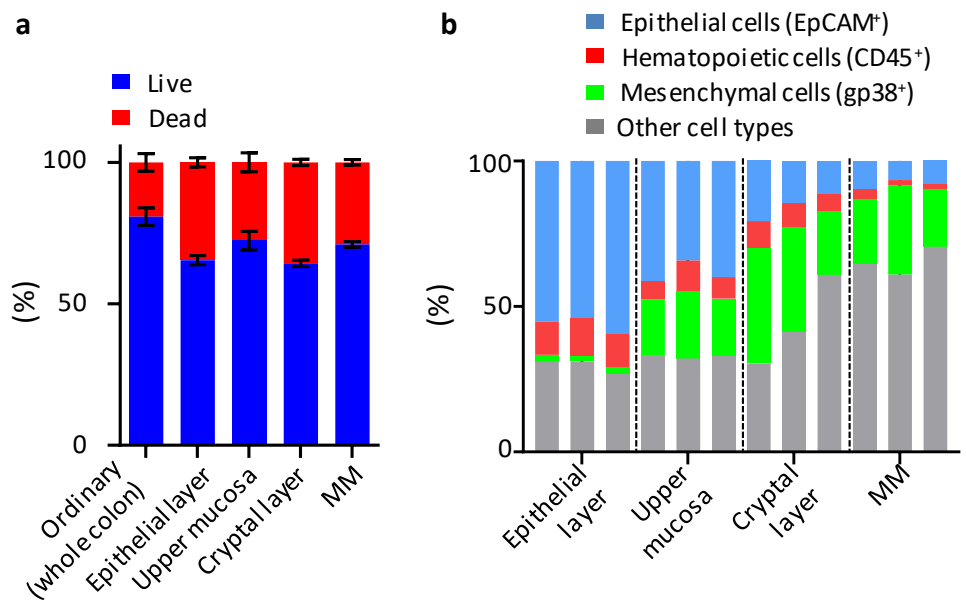 a
Live
Dead
100
50
0
(%)
Ordinary
(whole colon)
Epithelial layer
Upper mucosa
Cryptal layer
MM
b
Epithelial cells (EpCAM⁺)
Hematopoietic cells (CD45⁺)
Mesenchymal cells (gp38⁺)
Other cell types
100
50
0
(%)
Epithelial
layer
Upper
mucosa
Cryptal
layer
MM